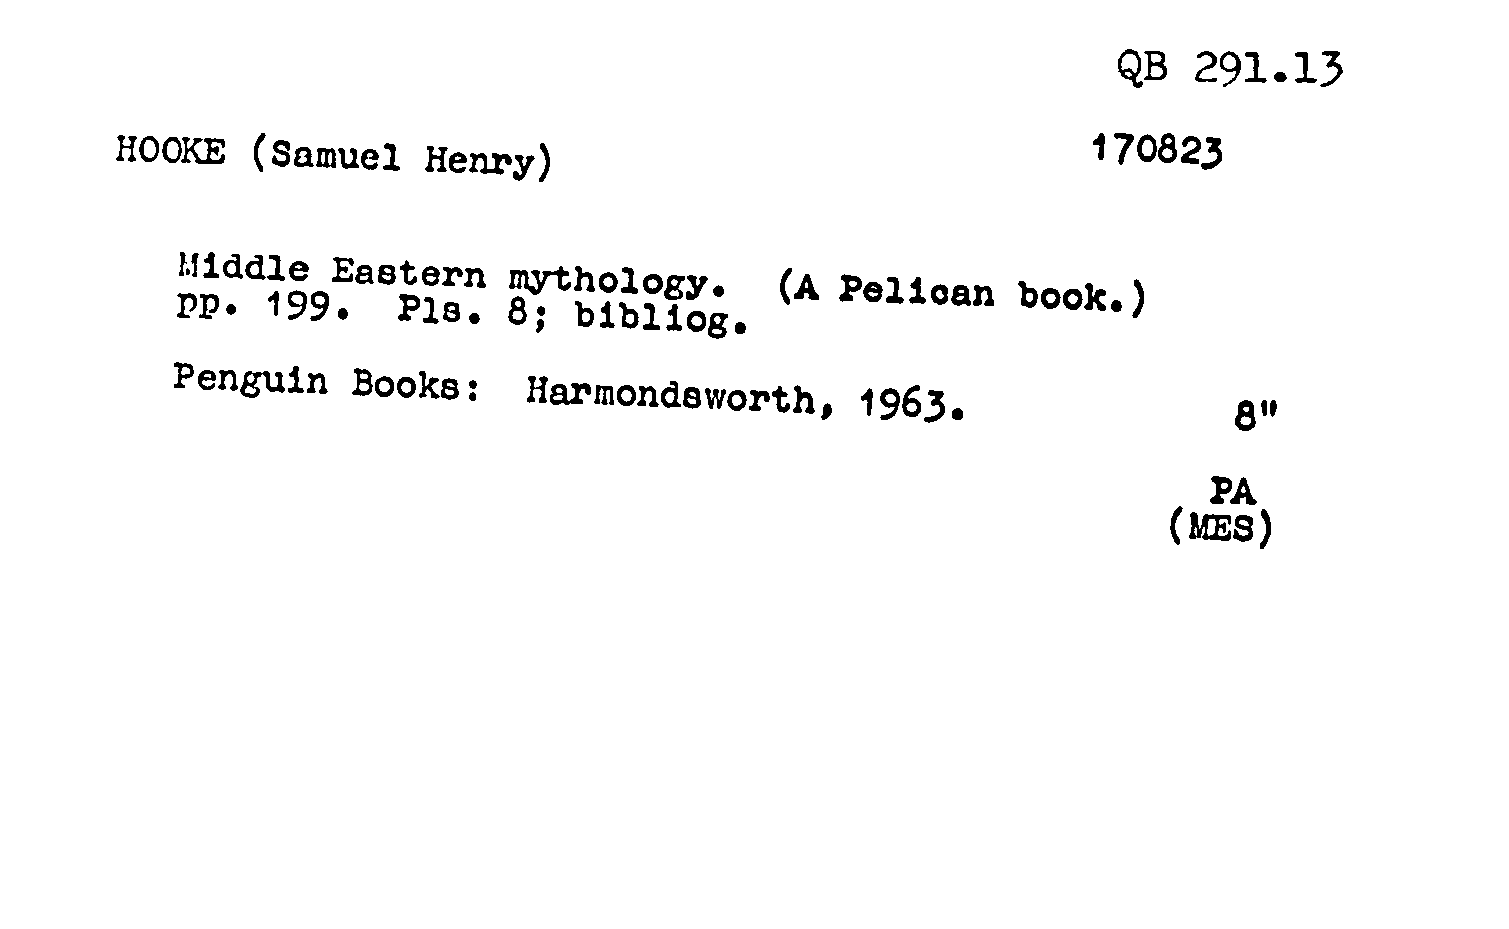 QB 291.13
HOOKE (Samuel Henry) 170823
Middle Eastern mythology. (A Pelican book.)
pp. 199. Pls. 8; bibliog.
Penguin Books: Harmondsworth, 1963.
8"
PA
(MES)